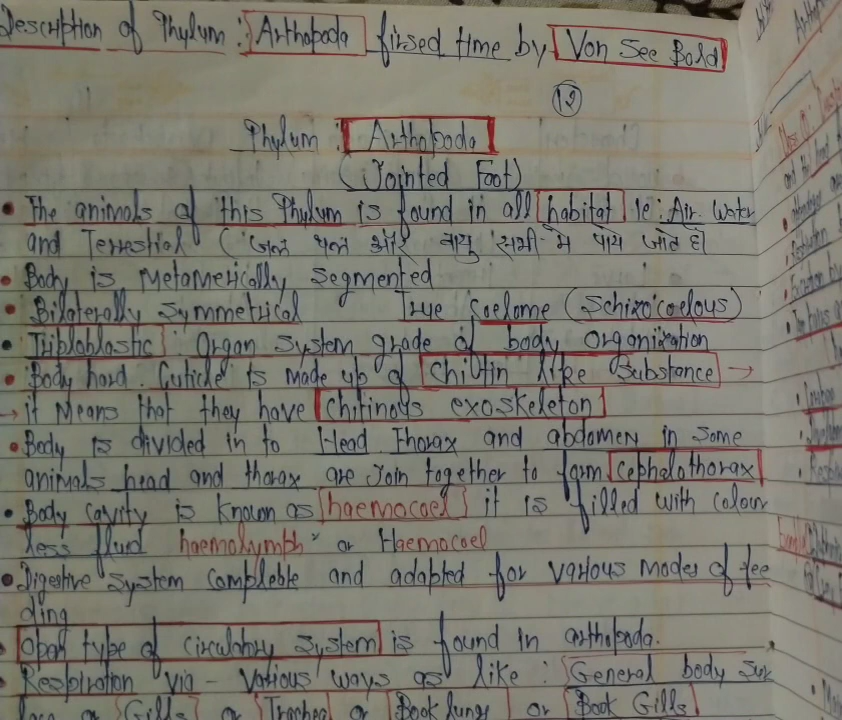 Description of Phylum : Arthopoda firsed time by Von See Bold
12
Phylum : Arthopoda
(Jointed Foot)
• The animals of this Phylum is found in all habitat ie: Air. Water
and Terrestial (जल थल और वायु सभी मे पाये जाते है
• Body is Metamerically segmented
• Bilaterally symmetrical True coelome (Schizocoelous)
• Tribloblastic organ system grade of body organization
• Body hard. Cuticle is made up of chiltin like substance →
→ it Means that they have chitinous exoskeleton
• Body is divided in to Head Thorax and abdomen in some
animals head and thorax are Join together to form cephalothorax
• Body cavity is known as haemocoel it is filled with colour
less fluid haemolymph" or Haemocoel
• Digestive system complebte and adapted for various modes of fee
ding
• Open type of circulatory system is found in arthopoda.
• Respiration via - Various ways as like : General body sur
face or Gills or Trachea or Book lungs or Book Gills